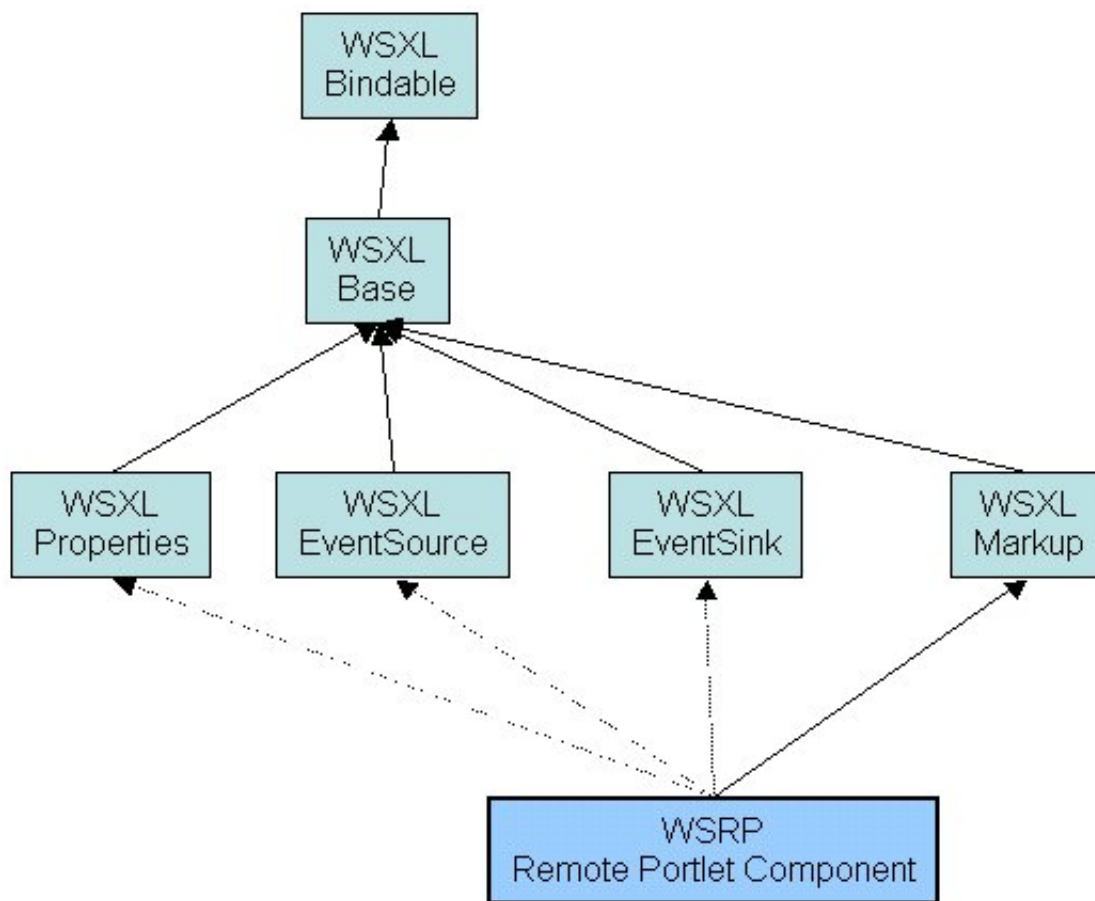 WSXL
Bindable
WSXL
Base
WSXL
Properties
WSXL
EventSource
WSXL
EventSink
WSXL
Markup
WSRP
Remote Portlet Component